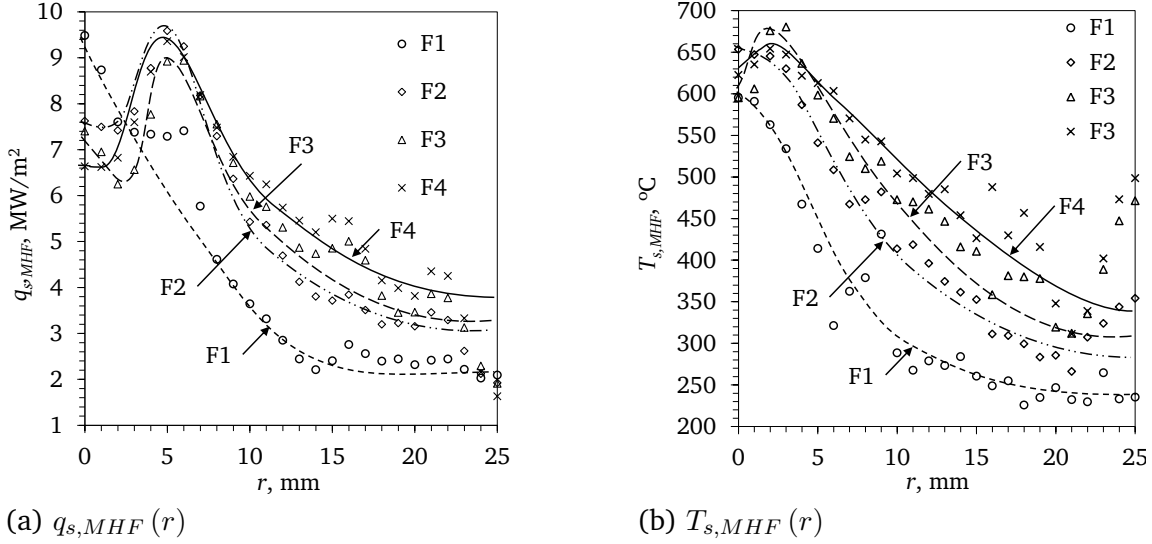 10
9
8
7
6
5
4
3
2
1
q_s,MHF, MW/m²
0
5
10
15
20
25
r, mm
F1
F2
F3
F4
F3
F4
F2
F1
(a) q_{s,MHF} (r)
700
650
600
550
500
450
400
350
300
250
200
T_s,MHF, °C
0
5
10
15
20
25
r, mm
F1
F2
F3
F3
F3
F4
F2
F1
(b) T_{s,MHF} (r)